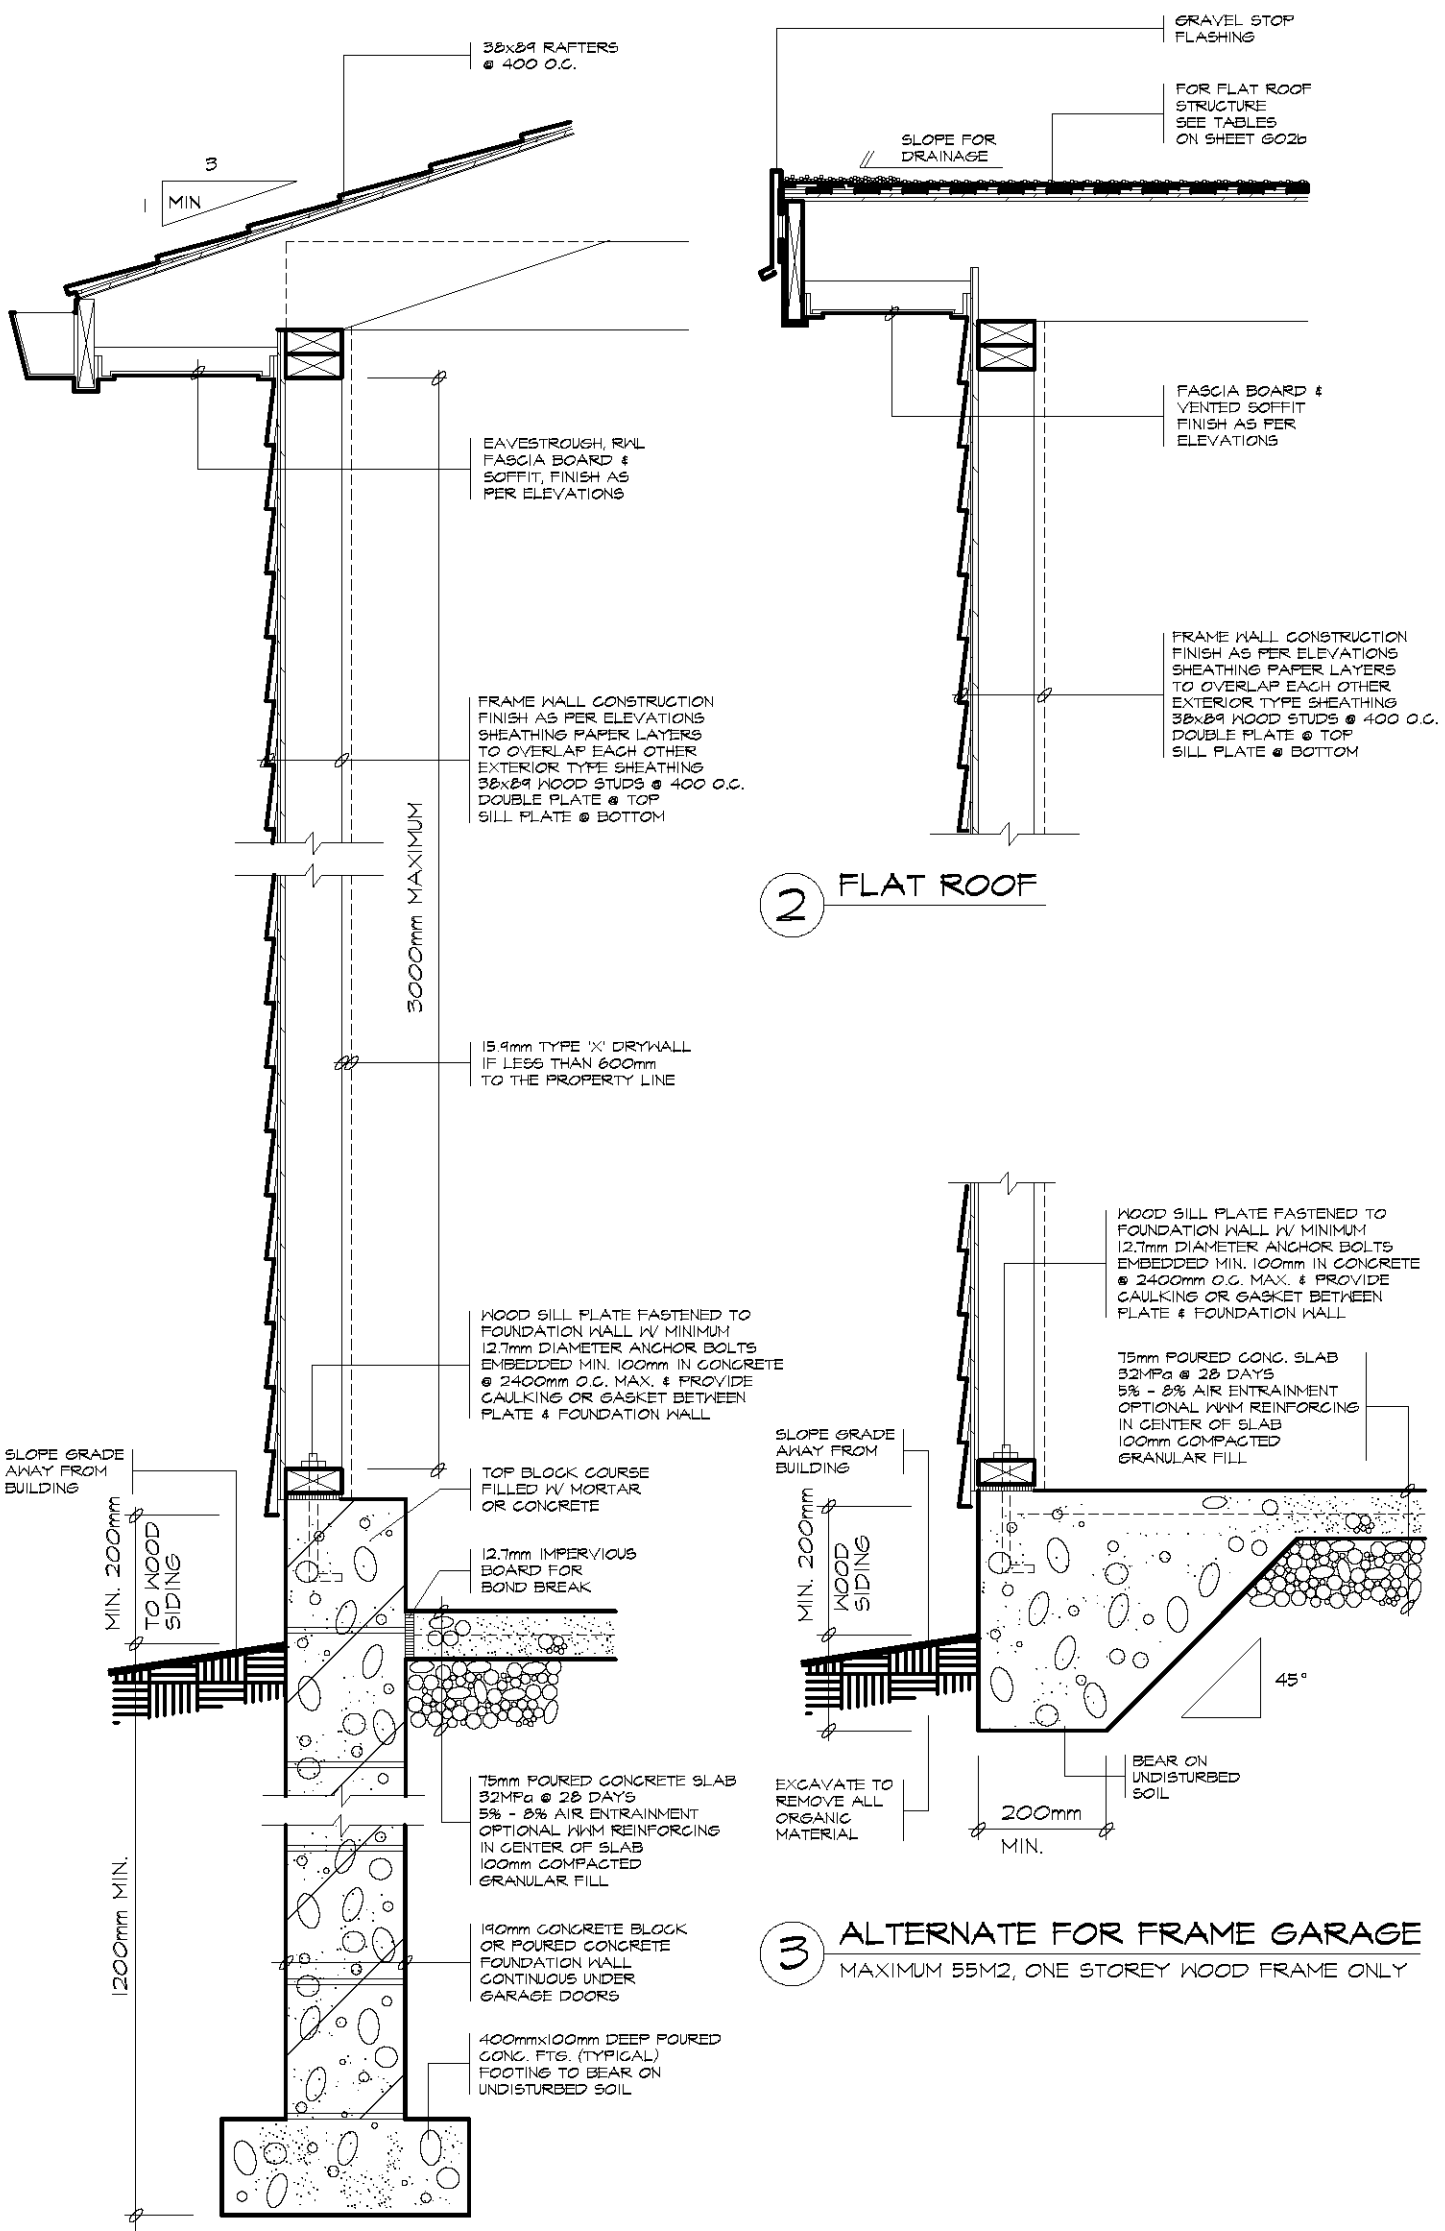 38x89 RAFTERS
@ 400 O.C.
3
1
MIN
EAVESTROUGH, RWL
FASCIA BOARD &
SOFFIT, FINISH AS
PER ELEVATIONS
FRAME WALL CONSTRUCTION
FINISH AS PER ELEVATIONS
SHEATHING PAPER LAYERS
TO OVERLAP EACH OTHER
EXTERIOR TYPE SHEATHING
38x89 WOOD STUDS @ 400 O.C.
DOUBLE PLATE @ TOP
SILL PLATE @ BOTTOM
3000mm MAXIMUM
15.9mm TYPE 'X' DRYWALL
IF LESS THAN 600mm
TO THE PROPERTY LINE
WOOD SILL PLATE FASTENED TO
FOUNDATION WALL W/ MINIMUM
12.7mm DIAMETER ANCHOR BOLTS
EMBEDDED MIN. 100mm IN CONCRETE
@ 2400mm O.C. MAX. & PROVIDE
CAULKING OR GASKET BETWEEN
PLATE & FOUNDATION WALL
SLOPE GRADE
AWAY FROM
BUILDING
MIN. 200mm
TO WOOD
SIDING
TOP BLOCK COURSE
FILLED W/ MORTAR
OR CONCRETE
12.7mm IMPERVIOUS
BOARD FOR
BOND BREAK
75mm POURED CONCRETE SLAB
32MPa @ 28 DAYS
5% - 8% AIR ENTRAINMENT
OPTIONAL WWM REINFORCING
IN CENTER OF SLAB
100mm COMPACTED
GRANULAR FILL
1200mm MIN.
190mm CONCRETE BLOCK
OR POURED CONCRETE
FOUNDATION WALL
CONTINUOUS UNDER
GARAGE DOORS
400mmx100mm DEEP POURED
CONC. FTG. (TYPICAL)
FOOTING TO BEAR ON
UNDISTURBED SOIL
GRAVEL STOP
FLASHING
FOR FLAT ROOF
STRUCTURE
SEE TABLES
ON SHEET G02b
SLOPE FOR
DRAINAGE
FASCIA BOARD &
VENTED SOFFIT
FINISH AS PER
ELEVATIONS
FRAME WALL CONSTRUCTION
FINISH AS PER ELEVATIONS
SHEATHING PAPER LAYERS
TO OVERLAP EACH OTHER
EXTERIOR TYPE SHEATHING
38x89 WOOD STUDS @ 400 O.C.
DOUBLE PLATE @ TOP
SILL PLATE @ BOTTOM
2 FLAT ROOF
WOOD SILL PLATE FASTENED TO
FOUNDATION WALL W/ MINIMUM
12.7mm DIAMETER ANCHOR BOLTS
EMBEDDED MIN. 100mm IN CONCRETE
@ 2400mm O.C. MAX. & PROVIDE
CAULKING OR GASKET BETWEEN
PLATE & FOUNDATION WALL
75mm POURED CONC. SLAB
32MPa @ 28 DAYS
5% - 8% AIR ENTRAINMENT
OPTIONAL WWM REINFORCING
IN CENTER OF SLAB
100mm COMPACTED
GRANULAR FILL
SLOPE GRADE
AWAY FROM
BUILDING
MIN. 200mm
WOOD
SIDING
45°
EXCAVATE TO
REMOVE ALL
ORGANIC
MATERIAL
200mm
MIN.
BEAR ON
UNDISTURBED
SOIL
3 ALTERNATE FOR FRAME GARAGE
MAXIMUM 55M2, ONE STOREY WOOD FRAME ONLY